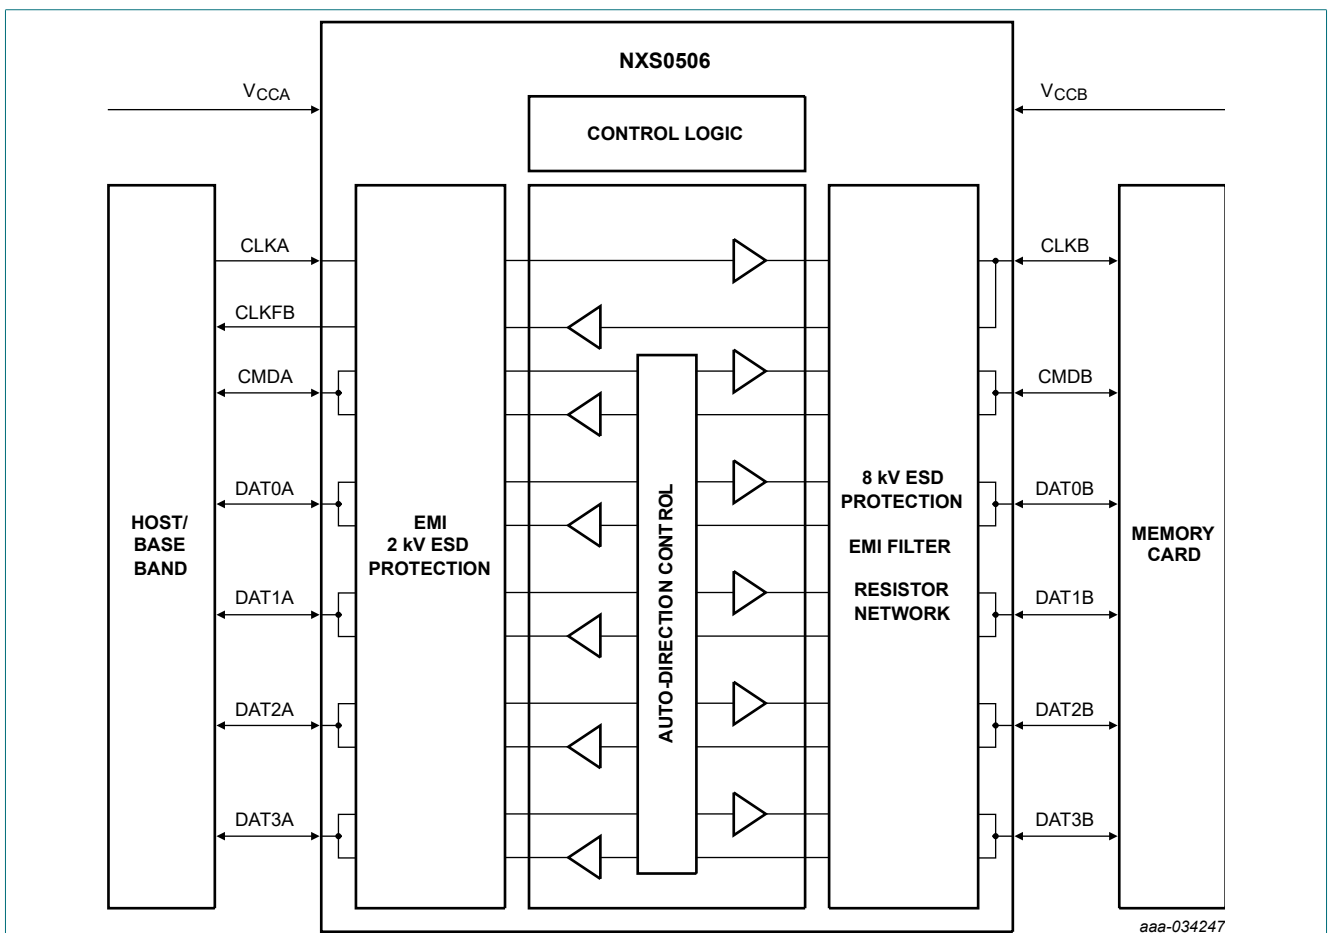 NXS0506
VCCA
VCCB
CONTROL LOGIC
CLKA
CLKB
CLKFB
CMDA
CMDB
DAT0A
DAT0B
DAT1A
DAT1B
DAT2A
DAT2B
DAT3A
DAT3B
HOST/
BASE
BAND
EMI
2 kV ESD
PROTECTION
AUTO-DIRECTION CONTROL
8 kV ESD
PROTECTION
EMI FILTER
RESISTOR
NETWORK
MEMORY
CARD
aaa-034247